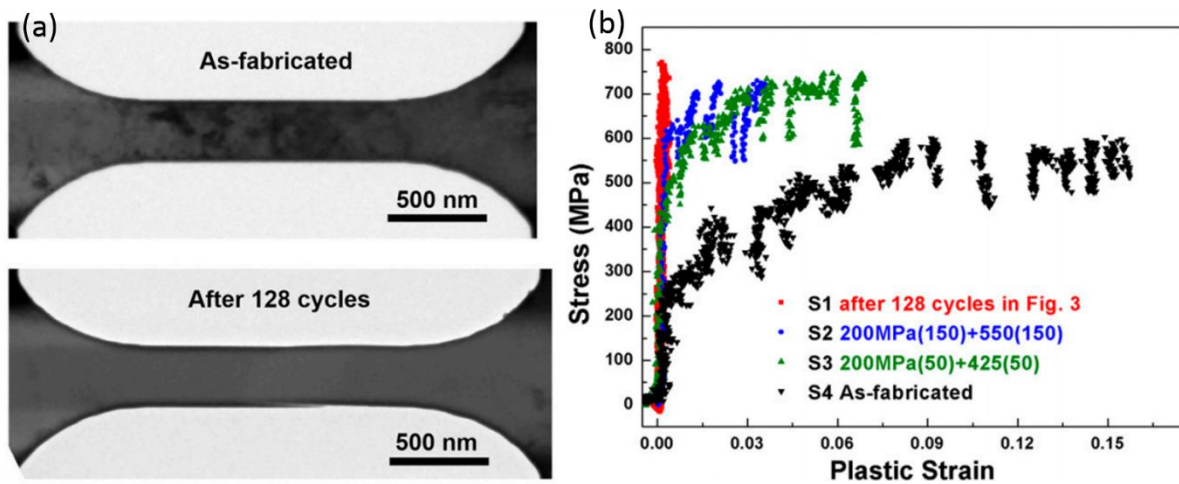 (a)
As-fabricated
500 nm
After 128 cycles
500 nm
(b)
800
700
600
500
400
300
200
100
0
Stress (MPa)
S1 after 128 cycles in Fig. 3
S2 200MPa(150)+550(150)
S3 200MPa(50)+425(50)
S4 As-fabricated
0.00 0.03 0.06 0.09 0.12 0.15
Plastic Strain